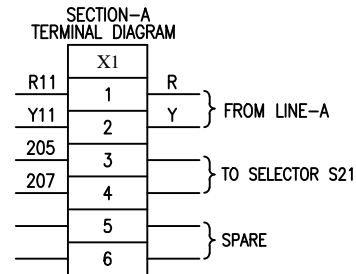 SECTION-A
TERMINAL DIAGRAM
X1
R11 1 R
Y11 2 Y
FROM LINE-A
205 3
207 4
TO SELECTOR S21
5
6
SPARE